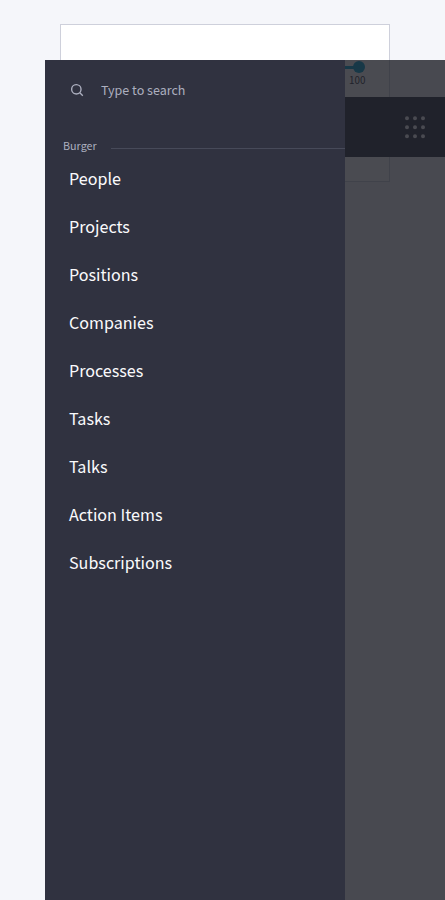 100
Type to search
Burger
People
Projects
Positions
Companies
Processes
Tasks
Talks
Action Items
Subscriptions